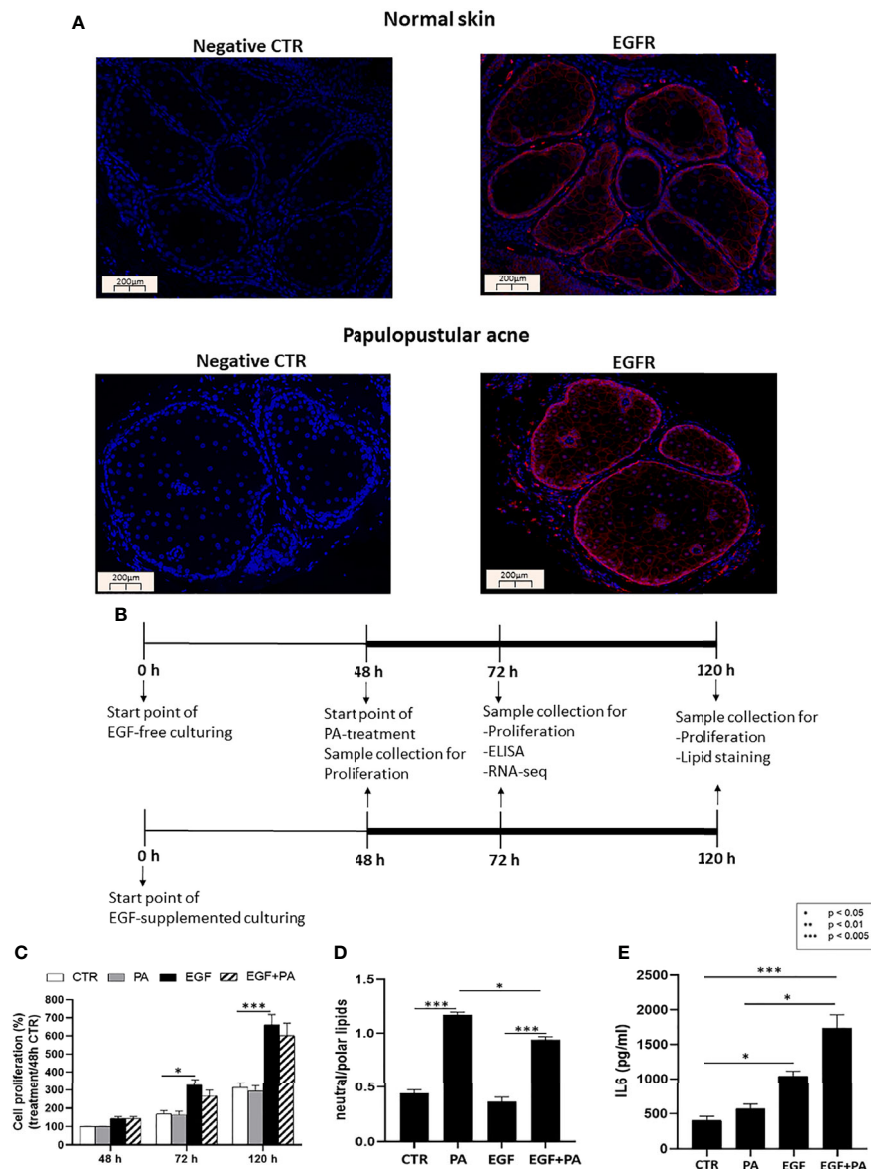 A
Normal skin
Negative CTR
EGFR
200µm
200µm
Papulopustular acne
Negative CTR
EGFR
200µm
200µm
B
0 h
48 h
72 h
120 h
Start point of
EGF-free culturing
Start point of
PA-treatment
Sample collection for
Proliferation
Sample collection for
-Proliferation
-ELISA
-RNA-seq
Sample collection for
-Proliferation
-Lipid staining
0 h
48 h
72 h
120 h
Start point of
EGF-supplemented culturing
* p < 0.05
** p < 0.01
*** p < 0.005
C
CTR PA EGF EGF+PA
Cell proliferation (%)
(treatment/48h CTR)
800
700
600
500
400
300
200
100
0
*
***
48 h 72 h 120 h
D
neutral/polar lipids
1.5
1.0
0.5
0.0
***
*
***
CTR PA EGF EGF+PA
E
IL6 (pg/ml)
2500
2000
1500
1000
500
0
***
*
*
CTR PA EGF EGF+PA